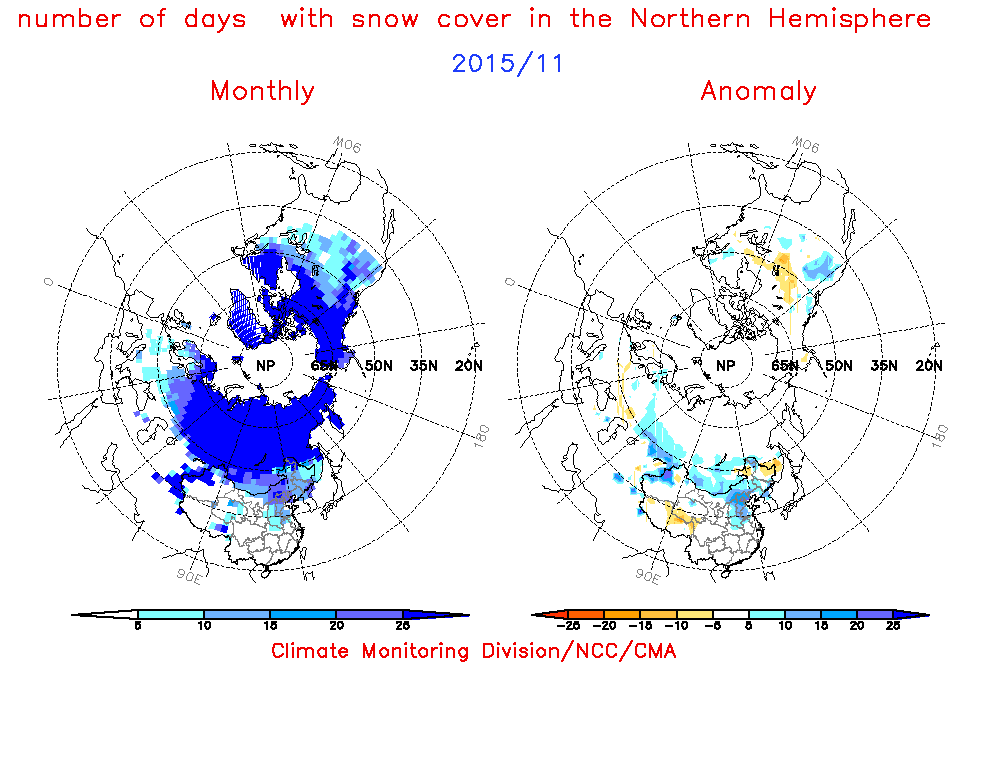 number of days with snow cover in the Northern Hemisphere
2015/11
Monthly Anomaly
90W 90W
0 0
NP 65N 50N 35N 20N NP 65N 50N 35N 20N
180 180
90E 90E
5 10 15 20 25 -25 -20 -15 -10 -5 5 10 15 20 25
Climate Monitoring Division/NCC/CMA